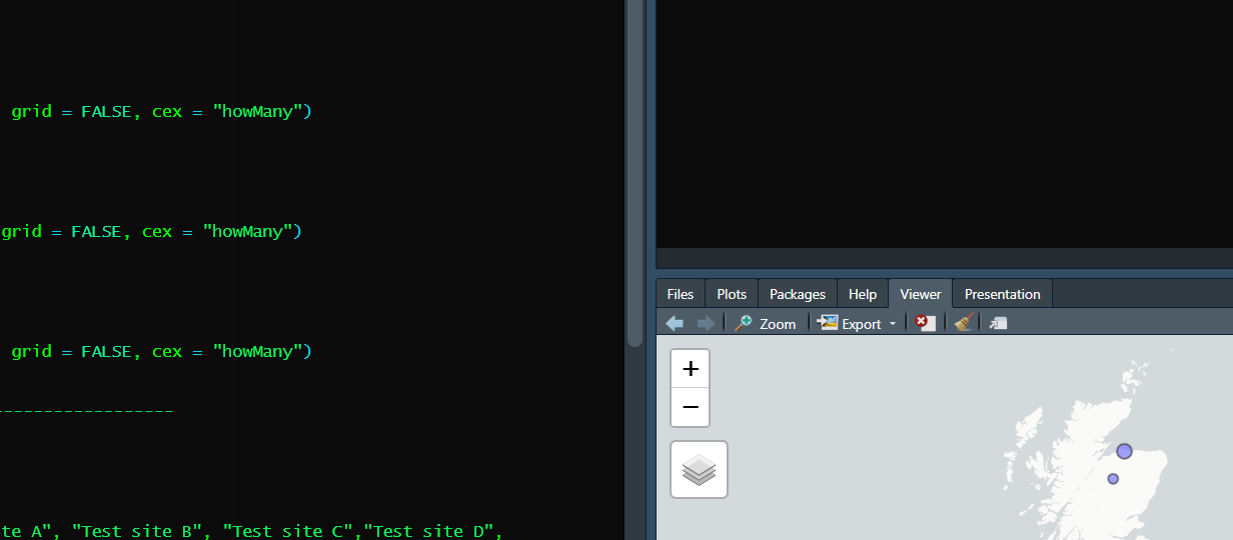 grid = FALSE, cex = "howMany")
grid = FALSE, cex = "howMany")
grid = FALSE, cex = "howMany")
------------------
te A", "Test site B", "Test site C","Test site D",
Files Plots Packages Help Viewer Presentation
Zoom Export
+
−